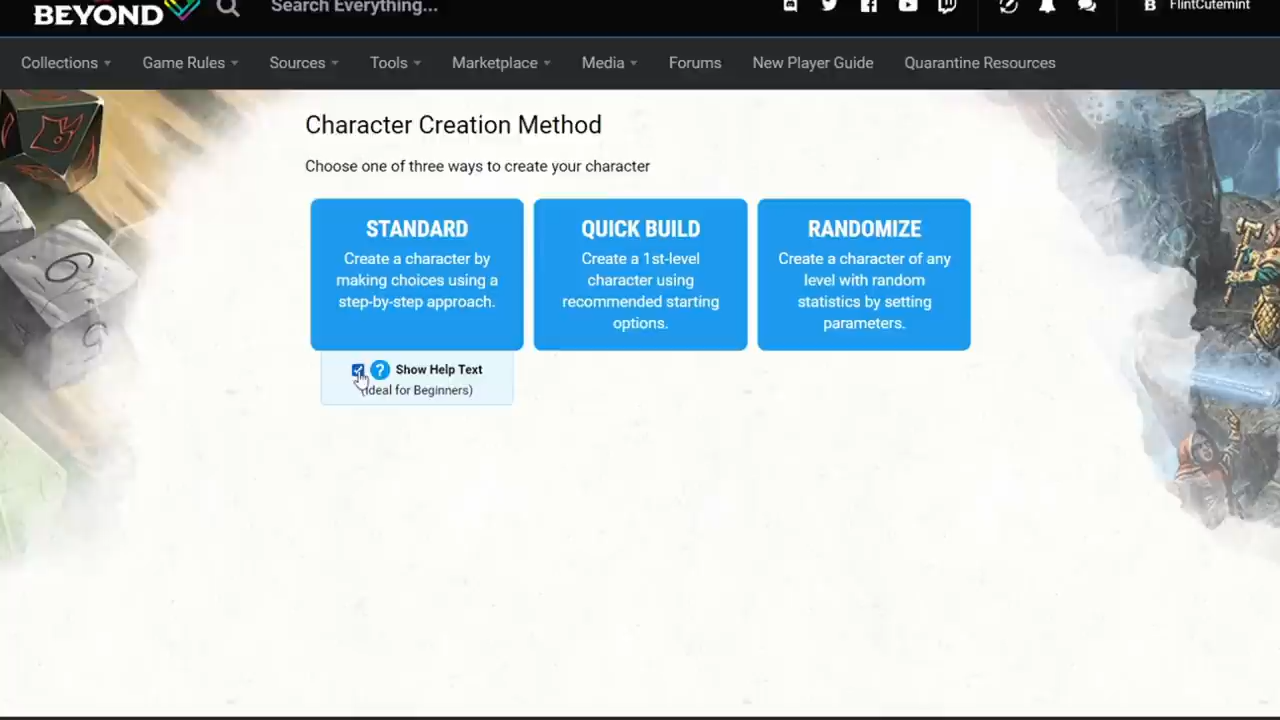 BEYOND
Search Everything...
FlintCutemint
Collections
Game Rules
Sources
Tools
Marketplace
Media
Forums
New Player Guide
Quarantine Resources
Character Creation Method
Choose one of three ways to create your character
STANDARD
Create a character by
making choices using a
step-by-step approach.
QUICK BUILD
Create a 1st-level
character using
recommended starting
options.
RANDOMIZE
Create a character of any
level with random
statistics by setting
parameters.
? Show Help Text
(Ideal for Beginners)
6